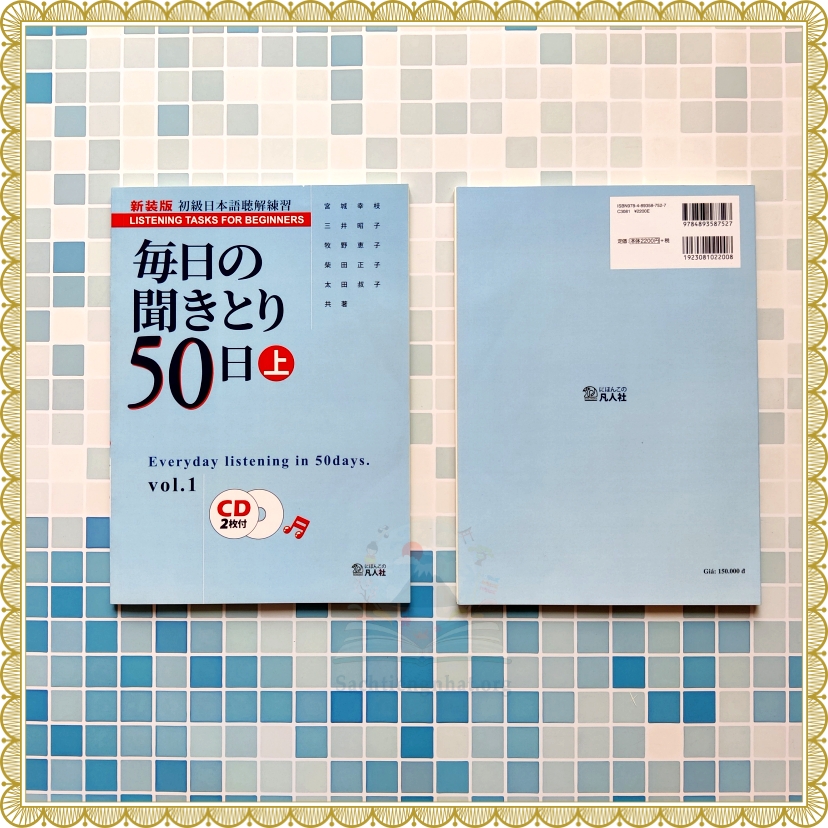 新装版 初級日本語聴解練習
LISTENING TASKS FOR BEGINNERS
宮城幸枝
三井昭子
牧野恵子
柴田正子
太田叔子
共著
毎日の
聞きとり
50日 上
Everyday listening in 50days.
vol.1
CD
2枚付
にほんごの
凡人社
ISBN978-4-89358-752-7
C3081 ¥2200E
9784893587527
定価 本体2200円 +税
1923081022008
にほんごの
凡人社
Giá: 150.000 đ
Sachtiengnhat.org